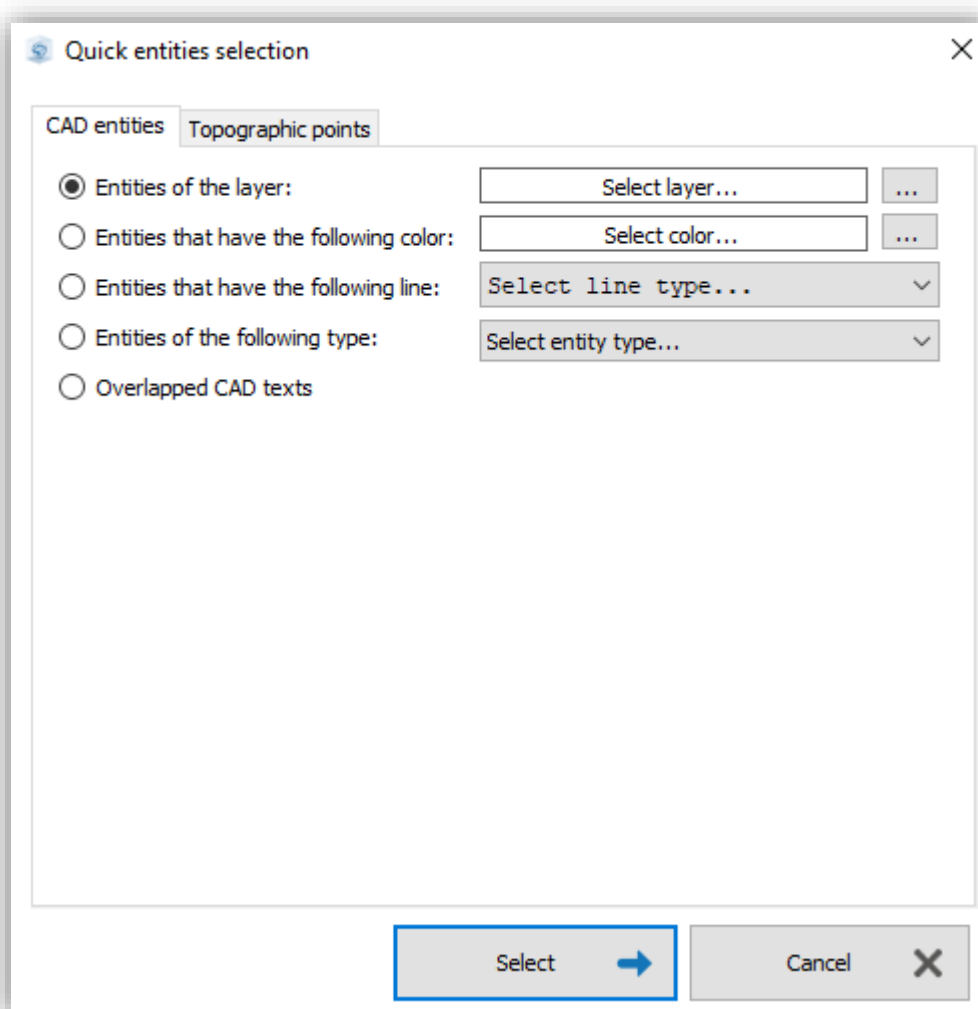 Quick entities selection
CAD entities
Topographic points
Entities of the layer:
Select layer...
...
Entities that have the following color:
Select color...
...
Entities that have the following line:
Select line type...
Entities of the following type:
Select entity type...
Overlapped CAD texts
Select
Cancel